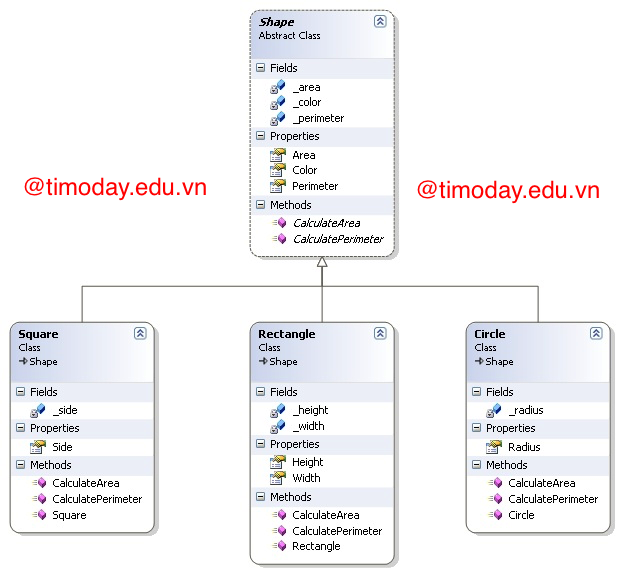 Shape
Abstract Class
Fields
_area
_color
_perimeter
Properties
Area
Color
Perimeter
Methods
CalculateArea
CalculatePerimeter
@timoday.edu.vn
@timoday.edu.vn
Square
Class
Shape
Fields
_side
Properties
Side
Methods
CalculateArea
CalculatePerimeter
Square
Rectangle
Class
Shape
Fields
_height
_width
Properties
Height
Width
Methods
CalculateArea
CalculatePerimeter
Rectangle
Circle
Class
Shape
Fields
_radius
Properties
Radius
Methods
CalculateArea
CalculatePerimeter
Circle